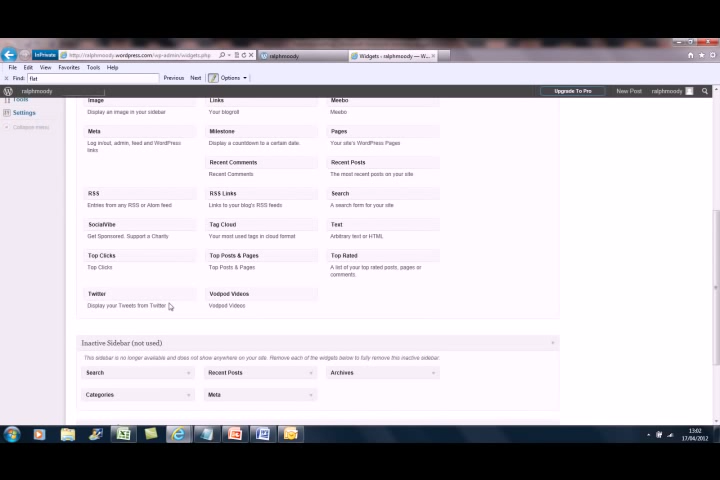 InPrivate
http://ralphmoody.wordpress.com/wp-admin/widgets.php
ralphmoody
Widgets ‹ ralphmoody — W...
File Edit View Favorites Tools Help
Find: flat
Previous Next Options
ralphmoody
Upgrade To Pro New Post ralphmoody
Tools
Settings
Collapse menu
Image Links Meebo
Display an image in your sidebar Your blogroll Meebo
Meta Milestone Pages
Log in/out, admin, feed and WordPress Display a countdown to a certain date. Your site's WordPress Pages
links
Recent Comments Recent Posts
Recent Comments The most recent posts on your site
RSS RSS Links Search
Entries from any RSS or Atom feed Links to your blog's RSS feeds A search form for your site
SocialVibe Tag Cloud Text
Get Sponsored. Support a Charity Your most used tags in cloud format Arbitrary text or HTML
Top Clicks Top Posts & Pages Top Rated
Top Clicks Top Posts & Pages A list of your top rated posts, pages or
comments.
Twitter Vodpod Videos
Display your Tweets from Twitter Vodpod Videos
Inactive Sidebar (not used)
This sidebar is no longer available and does not show anywhere on your site. Remove each of the widgets below to fully remove this inactive sidebar.
Search Recent Posts Archives
Categories Meta
13:02
17/04/2012